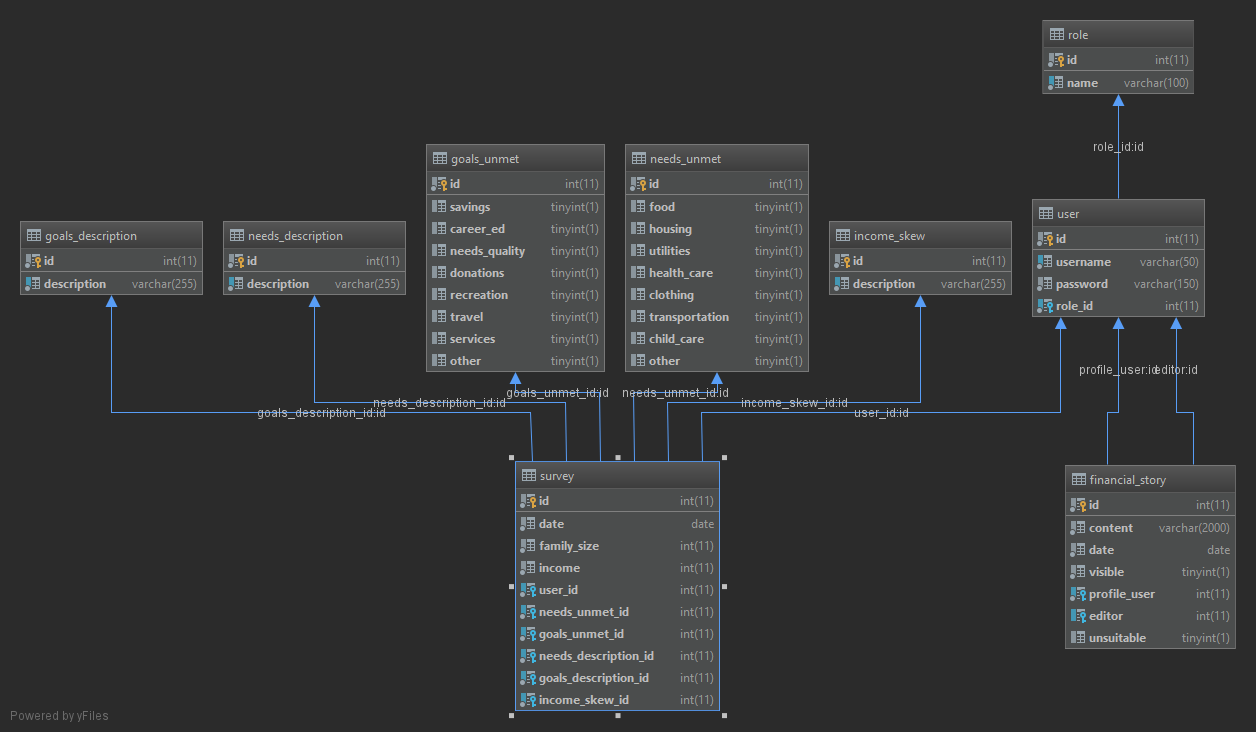 role
id int(11)
name varchar(100)
role_id:id
goals_unmet
id int(11)
savings tinyint(1)
career_ed tinyint(1)
needs_quality tinyint(1)
donations tinyint(1)
recreation tinyint(1)
travel tinyint(1)
services tinyint(1)
other tinyint(1)
needs_unmet
id int(11)
food tinyint(1)
housing tinyint(1)
utilities tinyint(1)
health_care tinyint(1)
clothing tinyint(1)
transportation tinyint(1)
child_care tinyint(1)
other tinyint(1)
user
id int(11)
username varchar(50)
password varchar(150)
role_id int(11)
goals_description
id int(11)
description varchar(255)
needs_description
id int(11)
description varchar(255)
income_skew
id int(11)
description varchar(255)
profile_user:id
editor:id
goals_unmet_id:id
needs_unmet_id:id
needs_description_id:id
income_skew_id:id
goals_description_id:id
user_id:id
survey
id int(11)
date date
family_size int(11)
income int(11)
user_id int(11)
needs_unmet_id int(11)
goals_unmet_id int(11)
needs_description_id int(11)
goals_description_id int(11)
income_skew_id int(11)
financial_story
id int(11)
content varchar(2000)
date date
visible tinyint(1)
profile_user int(11)
editor int(11)
unsuitable tinyint(1)
Powered by yFiles